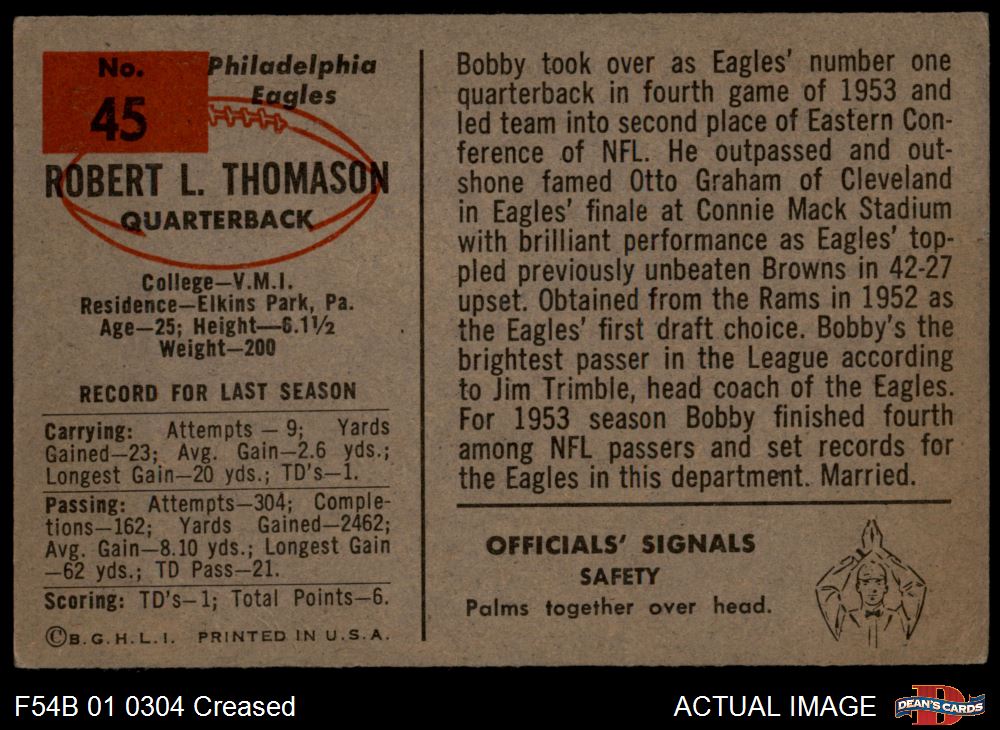 No.
45
Philadelphia
Eagles
ROBERT L. THOMASON
QUARTERBACK
College—V.M.I.
Residence—Elkins Park, Pa.
Age—25; Height—6.1½
Weight—200
RECORD FOR LAST SEASON
Carrying: Attempts — 9; Yards
Gained—23; Avg. Gain—2.6 yds.;
Longest Gain—20 yds.; TD's—1.
Passing: Attempts—304; Comple-
tions—162; Yards Gained—2462;
Avg. Gain—8.10 yds.; Longest Gain
—62 yds.; TD Pass—21.
Scoring: TD's—1; Total Points—6.
©B.G.H.L.I. PRINTED IN U.S.A.
Bobby took over as Eagles' number one
quarterback in fourth game of 1953 and
led team into second place of Eastern Con-
ference of NFL. He outpassed and out-
shone famed Otto Graham of Cleveland
in Eagles' finale at Connie Mack Stadium
with brilliant performance as Eagles' top-
pled previously unbeaten Browns in 42-27
upset. Obtained from the Rams in 1952 as
the Eagles' first draft choice. Bobby's the
brightest passer in the League according
to Jim Trimble, head coach of the Eagles.
For 1953 season Bobby finished fourth
among NFL passers and set records for
the Eagles in this department. Married.
OFFICIALS' SIGNALS
SAFETY
Palms together over head.
F54B 01 0304 Creased
ACTUAL IMAGE
D
DEAN'S CARDS